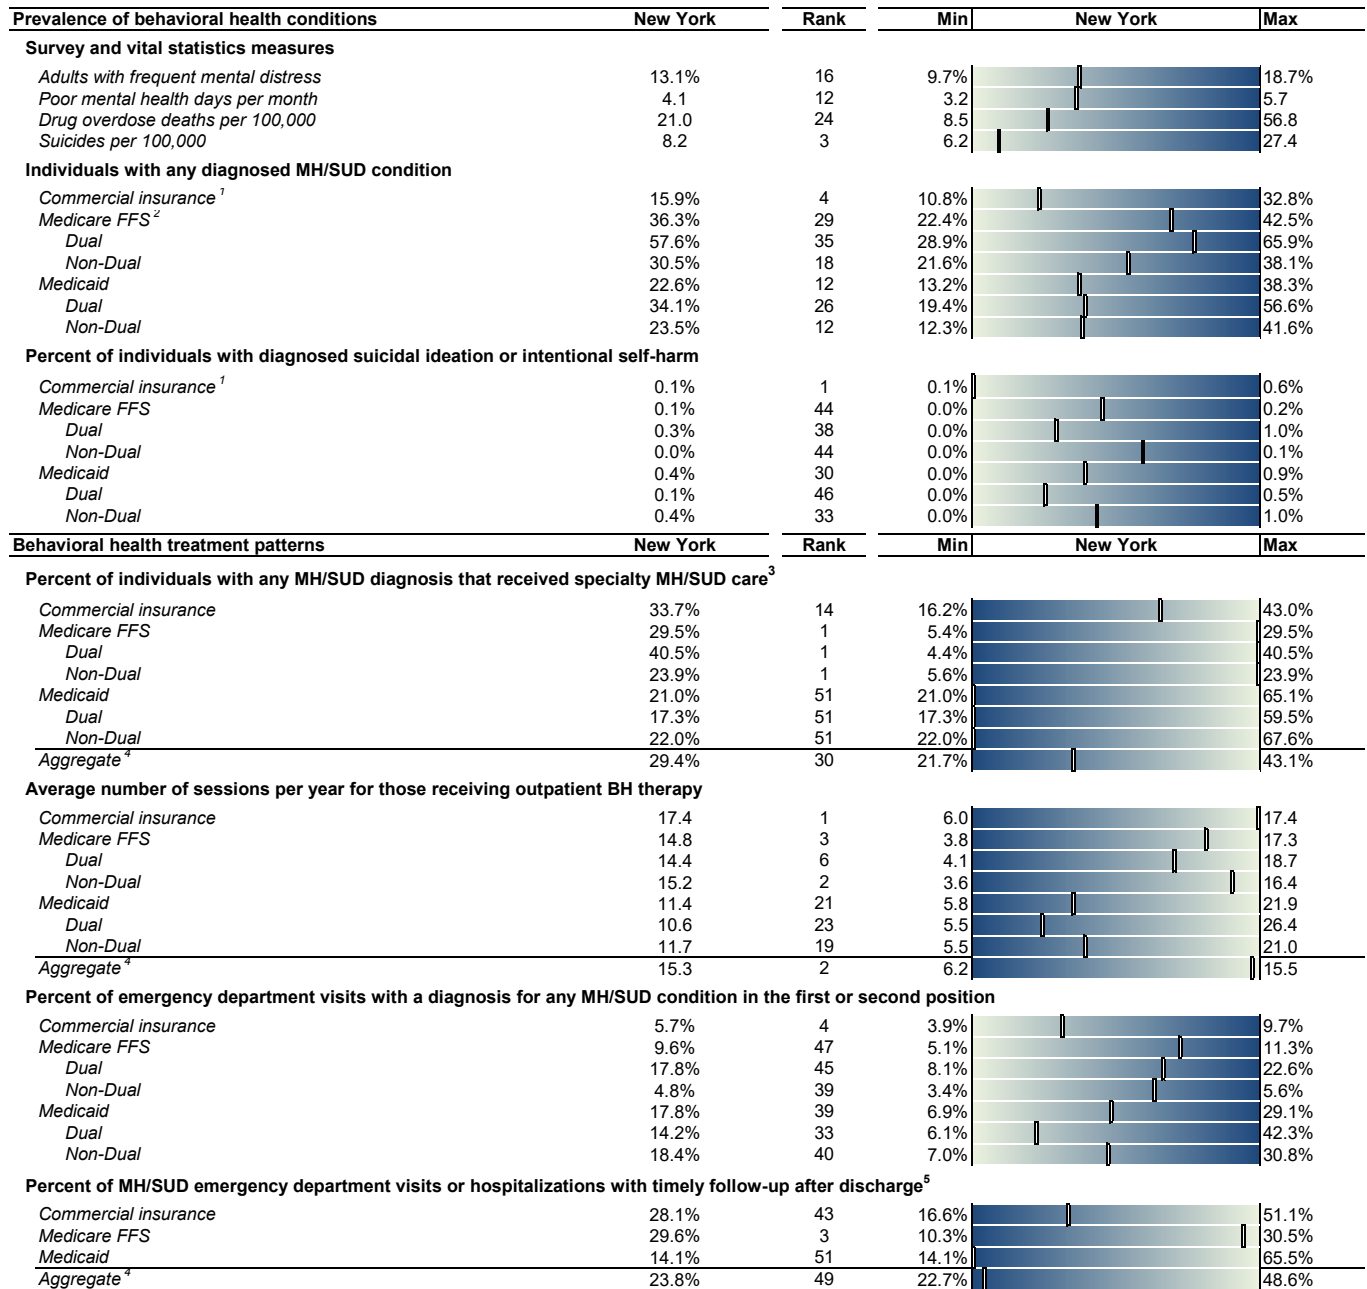 Prevalence of behavioral health conditions New York Rank Min New York Max
Survey and vital statistics measures
Adults with frequent mental distress 13.1% 16 9.7% 18.7%
Poor mental health days per month 4.1 12 3.2 5.7
Drug overdose deaths per 100,000 21.0 24 8.5 56.8
Suicides per 100,000 8.2 3 6.2 27.4
Individuals with any diagnosed MH/SUD condition
Commercial insurance 1 15.9% 4 10.8% 32.8%
Medicare FFS 2 36.3% 29 22.4% 42.5%
Dual 57.6% 35 28.9% 65.9%
Non-Dual 30.5% 18 21.6% 38.1%
Medicaid 22.6% 12 13.2% 38.3%
Dual 34.1% 26 19.4% 56.6%
Non-Dual 23.5% 12 12.3% 41.6%
Percent of individuals with diagnosed suicidal ideation or intentional self-harm
Commercial insurance 1 0.1% 1 0.1% 0.6%
Medicare FFS 0.1% 44 0.0% 0.2%
Dual 0.3% 38 0.0% 1.0%
Non-Dual 0.0% 44 0.0% 0.1%
Medicaid 0.4% 30 0.0% 0.9%
Dual 0.1% 46 0.0% 0.5%
Non-Dual 0.4% 33 0.0% 1.0%
Behavioral health treatment patterns New York Rank Min New York Max
Percent of individuals with any MH/SUD diagnosis that received specialty MH/SUD care3
Commercial insurance 33.7% 14 16.2% 43.0%
Medicare FFS 29.5% 1 5.4% 29.5%
Dual 40.5% 1 4.4% 40.5%
Non-Dual 23.9% 1 5.6% 23.9%
Medicaid 21.0% 51 21.0% 65.1%
Dual 17.3% 51 17.3% 59.5%
Non-Dual 22.0% 51 22.0% 67.6%
Aggregate 4 29.4% 30 21.7% 43.1%
Average number of sessions per year for those receiving outpatient BH therapy
Commercial insurance 17.4 1 6.0 17.4
Medicare FFS 14.8 3 3.8 17.3
Dual 14.4 6 4.1 18.7
Non-Dual 15.2 2 3.6 16.4
Medicaid 11.4 21 5.8 21.9
Dual 10.6 23 5.5 26.4
Non-Dual 11.7 19 5.5 21.0
Aggregate 4 15.3 2 6.2 15.5
Percent of emergency department visits with a diagnosis for any MH/SUD condition in the first or second position
Commercial insurance 5.7% 4 3.9% 9.7%
Medicare FFS 9.6% 47 5.1% 11.3%
Dual 17.8% 45 8.1% 22.6%
Non-Dual 4.8% 39 3.4% 5.6%
Medicaid 17.8% 39 6.9% 29.1%
Dual 14.2% 33 6.1% 42.3%
Non-Dual 18.4% 40 7.0% 30.8%
Percent of MH/SUD emergency department visits or hospitalizations with timely follow-up after discharge5
Commercial insurance 28.1% 43 16.6% 51.1%
Medicare FFS 29.6% 3 10.3% 30.5%
Medicaid 14.1% 51 14.1% 65.5%
Aggregate 4 23.8% 49 22.7% 48.6%